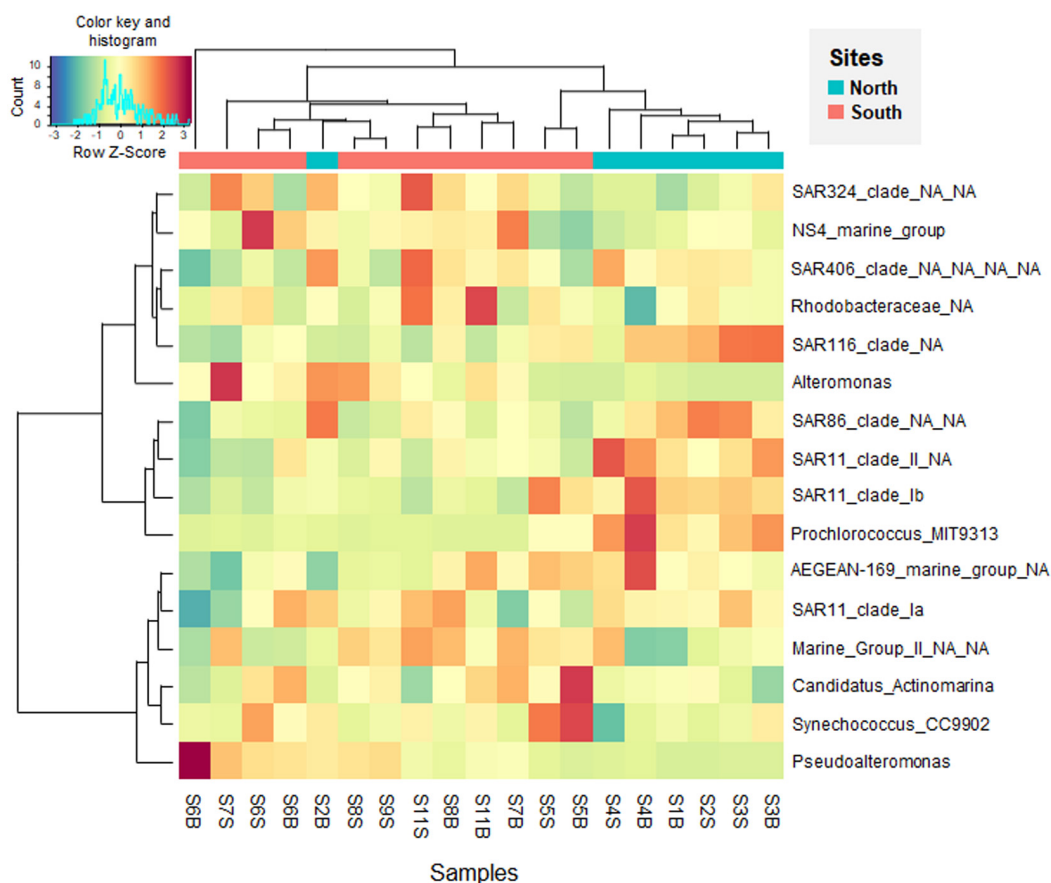 Color key and
histogram
Count
10
8
6
4
2
0
-3 -2 -1 0 1 2 3
Row Z-Score
Sites
North
South
SAR324_clade_NA_NA
NS4_marine_group
SAR406_clade_NA_NA_NA_NA
Rhodobacteraceae_NA
SAR116_clade_NA
Alteromonas
SAR86_clade_NA_NA
SAR11_clade_II_NA
SAR11_clade_Ib
Prochlorococcus_MIT9313
AEGEAN-169_marine_group_NA
SAR11_clade_Ia
Marine_Group_II_NA_NA
Candidatus_Actinomarina
Synechococcus_CC9902
Pseudoalteromonas
S9B S7S S6S S6B S2B S8S S9S S11S S8B S11B S7B S5S S5B S4S S4B S1B S2S S3S S3B
Samples